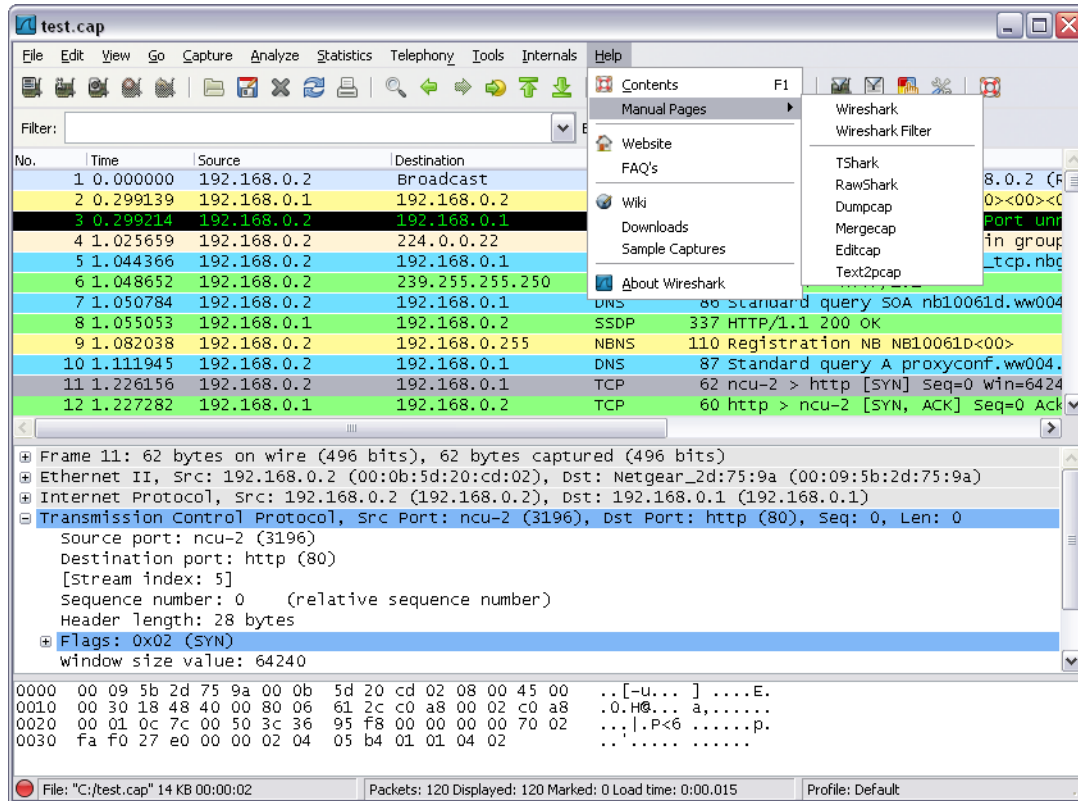 test.cap
File Edit View Go Capture Analyze Statistics Telephony Tools Internals Help
Contents F1
Manual Pages
Website
FAQ's
Wiki
Downloads
Sample Captures
About Wireshark
Wireshark
Wireshark Filter
TShark
RawShark
Dumpcap
Mergecap
Editcap
Text2pcap
Filter:
No. Time Source Destination
1 0.000000 192.168.0.2 Broadcast 8.0.2
2 0.299139 192.168.0.1 192.168.0.2 0><00><
3 0.299214 192.168.0.2 192.168.0.1 Port unr
4 1.025659 192.168.0.2 224.0.0.22 in group
5 1.044366 192.168.0.2 192.168.0.1 _tcp.nbg
6 1.048652 192.168.0.2 239.255.255.250
7 1.050784 192.168.0.2 192.168.0.1 DNS 86 Standard query SOA nb10061d.ww004
8 1.055053 192.168.0.1 192.168.0.2 SSDP 337 HTTP/1.1 200 OK
9 1.082038 192.168.0.2 192.168.0.255 NBNS 110 Registration NB NB10061D<00>
10 1.111945 192.168.0.2 192.168.0.1 DNS 87 Standard query A proxyconf.ww004.
11 1.226156 192.168.0.2 192.168.0.1 TCP 62 ncu-2 > http [SYN] Seq=0 Win=6424
12 1.227282 192.168.0.1 192.168.0.2 TCP 60 http > ncu-2 [SYN, ACK] Seq=0 Ack
Frame 11: 62 bytes on wire (496 bits), 62 bytes captured (496 bits)
Ethernet II, Src: 192.168.0.2 (00:0b:5d:20:cd:02), Dst: Netgear_2d:75:9a (00:09:5b:2d:75:9a)
Internet Protocol, Src: 192.168.0.2 (192.168.0.2), Dst: 192.168.0.1 (192.168.0.1)
Transmission Control Protocol, Src Port: ncu-2 (3196), Dst Port: http (80), Seq: 0, Len: 0
Source port: ncu-2 (3196)
Destination port: http (80)
[Stream index: 5]
Sequence number: 0 (relative sequence number)
Header length: 28 bytes
Flags: 0x02 (SYN)
Window size value: 64240
0000 00 09 5b 2d 75 9a 00 0b 5d 20 cd 02 08 00 45 00 ..[-u... ] ....E.
0010 00 30 18 48 40 00 80 06 61 2c c0 a8 00 02 c0 a8 .0.H@... a,......
0020 00 01 0c 7c 00 50 3c 36 95 f8 00 00 00 00 70 02 ...|.P<6 ......p.
0030 fa f0 27 e0 00 00 02 04 05 b4 01 01 04 02 ..'..... ......
File: "C:/test.cap" 14 KB 00:00:02 Packets: 120 Displayed: 120 Marked: 0 Load time: 0:00.015 Profile: Default